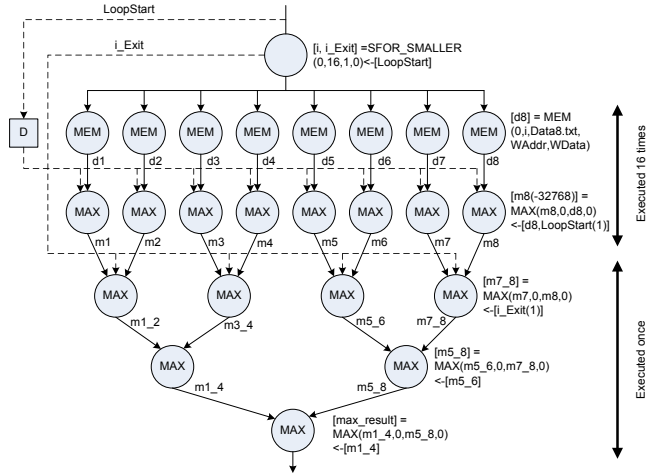 LoopStart
i_Exit
[i, i_Exit] =SFOR_SMALLER
(0,16,1,0)<-[LoopStart]
D
MEM MEM MEM MEM MEM MEM MEM MEM
[d8] = MEM
(0,i,Data8.txt,
WAddr,WData)
d1 d2 d3 d4 d5 d6 d7 d8
Executed 16 times
MAX MAX MAX MAX MAX MAX MAX MAX
[m8(-32768)] =
MAX(m8,0,d8,0)
<-[d8,LoopStart(1)]
m1 m2 m3 m4 m5 m6 m7 m8
MAX MAX MAX MAX
[m7_8] =
MAX(m7,0,m8,0)
<-[i_Exit(1)]
m1_2 m3_4 m5_6 m7_8
Executed once
MAX MAX
[m5_8] =
MAX(m5_6,0,m7_8,0)
<-[m5_6]
m1_4 m5_8
MAX
[max_result] =
MAX(m1_4,0,m5_8,0)
<-[m1_4]